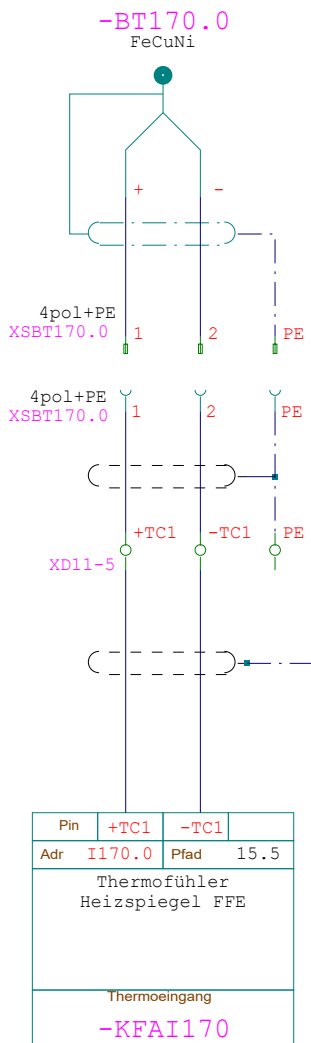 -BT170.0
FeCuNi
+ -
4pol+PE
XSBT170.0 1 2 PE
4pol+PE
XSBT170.0 1 2 PE
+TC1 -TC1 PE
XD11-5
Pin +TC1 -TC1
Adr I170.0 Pfad 15.5
Thermofühler
Heizspiegel FFE
Thermoeingang
-KFAI170